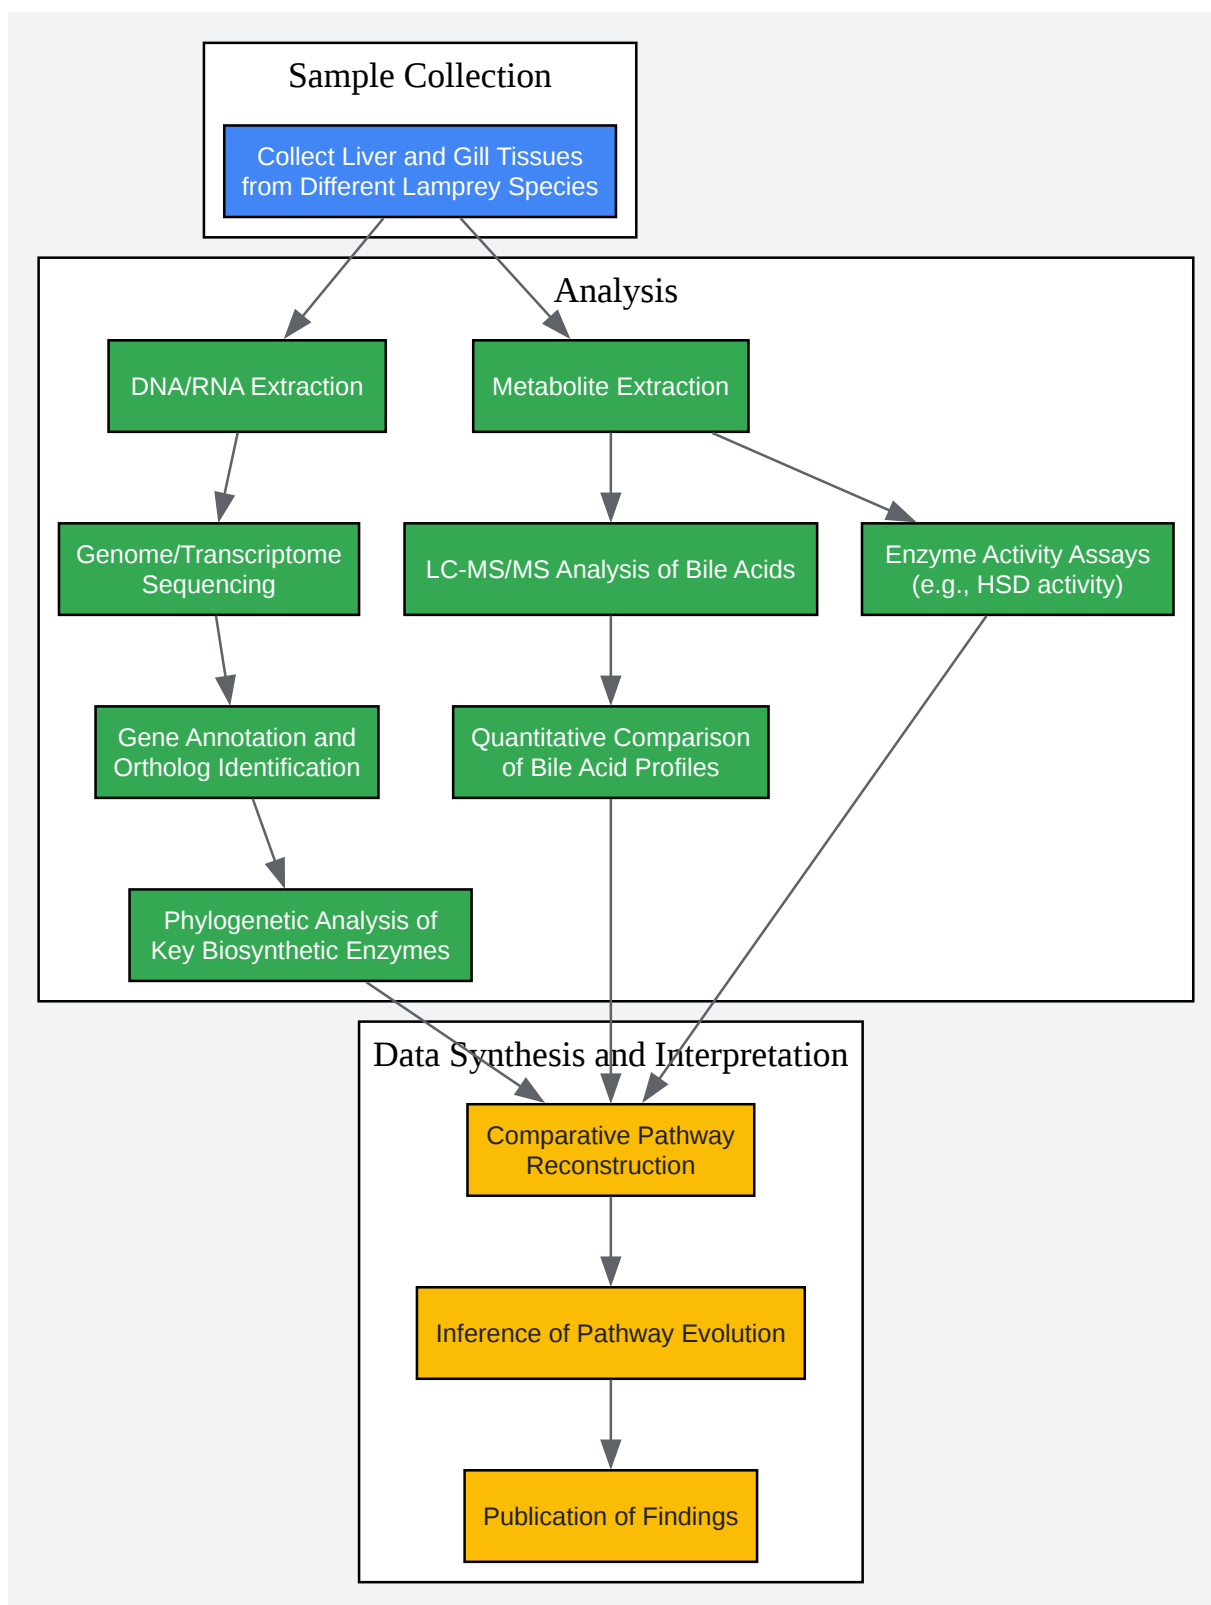 Sample Collection
Collect Liver and Gill Tissues
from Different Lamprey Species
Analysis
DNA/RNA Extraction
Metabolite Extraction
Genome/Transcriptome
Sequencing
LC-MS/MS Analysis of Bile Acids
Enzyme Activity Assays
(e.g., HSD activity)
Gene Annotation and
Ortholog Identification
Quantitative Comparison
of Bile Acid Profiles
Phylogenetic Analysis of
Key Biosynthetic Enzymes
Data Synthesis and Interpretation
Comparative Pathway
Reconstruction
Inference of Pathway Evolution
Publication of Findings